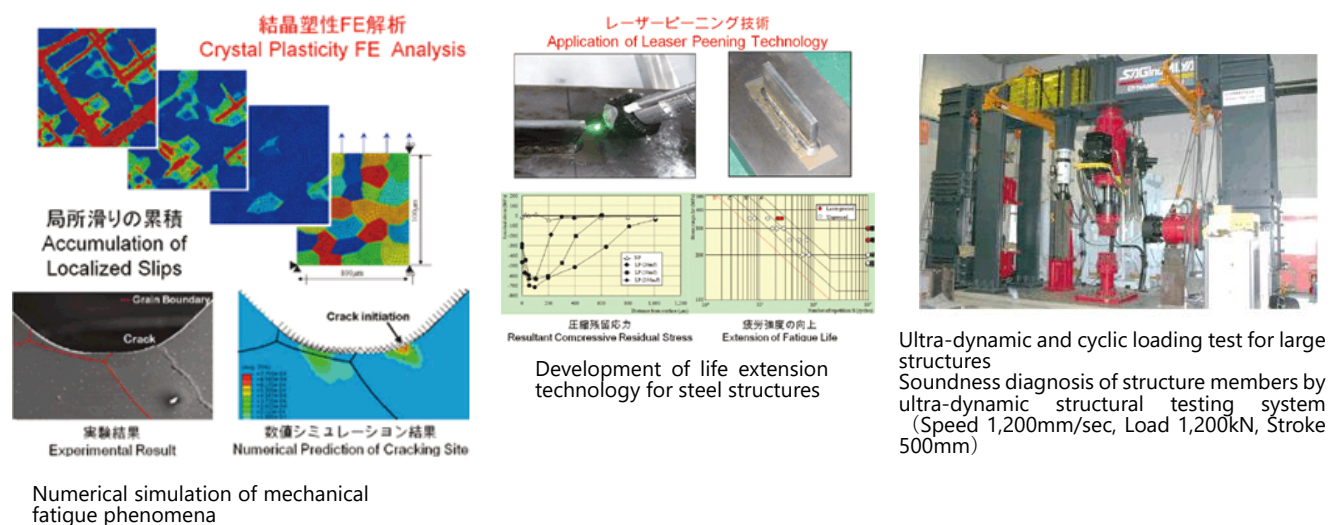 結晶塑性FE解析
Crystal Plasticity FE Analysis
局所滑りの累積
Accumulation of
Localized Slips
100μm
100μm
Grain Boundary
Crack
Crack initiation
実験結果
Experimental Result
数値シミュレーション結果
Numerical Prediction of Cracking Site
Numerical simulation of mechanical
fatigue phenomena
レーザーピーニング技術
Application of Leaser Peening Technology
圧縮残留応力
Resultant Compressive Residual Stress
疲労強度の向上
Extension of Fatigue Life
Development of life extension
technology for steel structures
SAGINOMIYA
Ultra-dynamic and cyclic loading test for large
structures
Soundness diagnosis of structure members by
ultra-dynamic structural testing system
（Speed 1,200mm/sec, Load 1,200kN, Stroke
500mm）